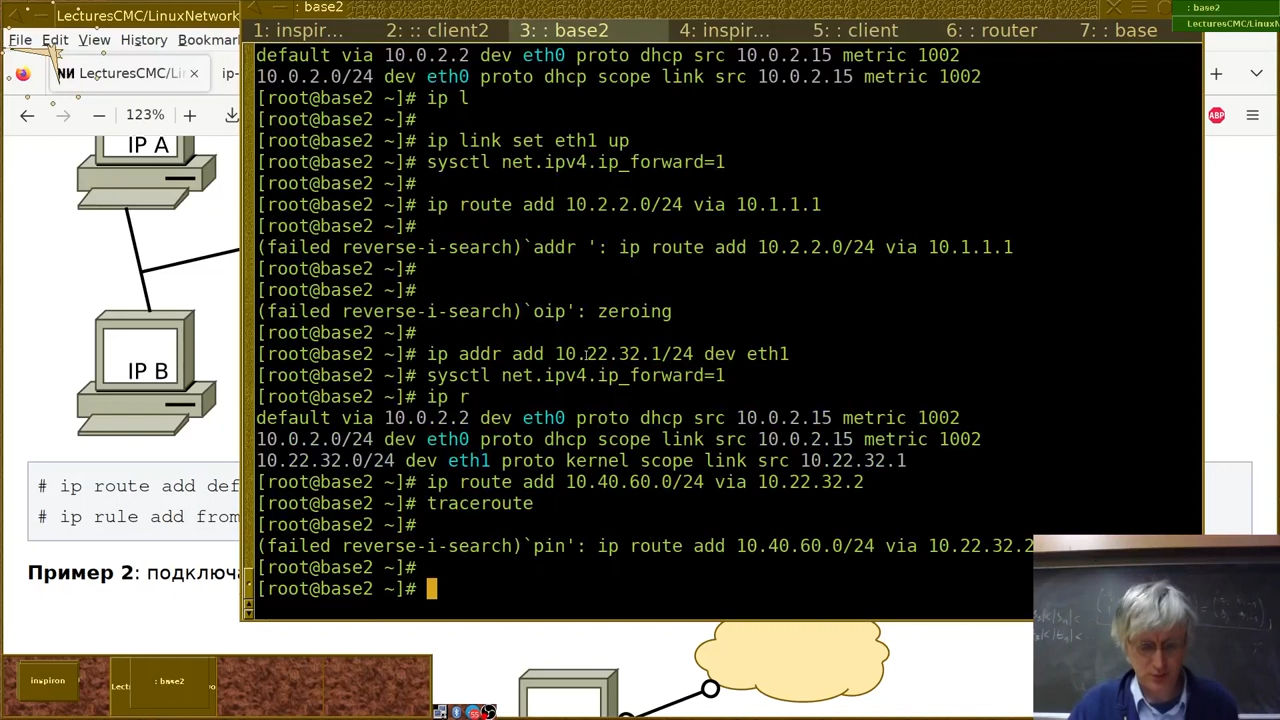 : base2
: base2
LecturesCMC/LinuxNetwork
LecturesCMC/LinuxNetwork
1: inspir... 2: :: client2 3: : base2 4: inspir... 5: : client 6: : router 7: : base
File Edit View History Bookmar
LecturesCMC/Li
ip-
123%
ABP
IP A
IP B
default via 10.0.2.2 dev eth0 proto dhcp src 10.0.2.15 metric 1002
10.0.2.0/24 dev eth0 proto dhcp scope link src 10.0.2.15 metric 1002
[root@base2 ~]# ip l
[root@base2 ~]#
[root@base2 ~]# ip link set eth1 up
[root@base2 ~]# sysctl net.ipv4.ip_forward=1
[root@base2 ~]#
[root@base2 ~]# ip route add 10.2.2.0/24 via 10.1.1.1
[root@base2 ~]#
(failed reverse-i-search)`addr ': ip route add 10.2.2.0/24 via 10.1.1.1
[root@base2 ~]#
[root@base2 ~]#
(failed reverse-i-search)`oip': zeroing
[root@base2 ~]#
[root@base2 ~]# ip addr add 10.22.32.1/24 dev eth1
[root@base2 ~]# sysctl net.ipv4.ip_forward=1
[root@base2 ~]# ip r
default via 10.0.2.2 dev eth0 proto dhcp src 10.0.2.15 metric 1002
10.0.2.0/24 dev eth0 proto dhcp scope link src 10.0.2.15 metric 1002
10.22.32.0/24 dev eth1 proto kernel scope link src 10.22.32.1
[root@base2 ~]# ip route add 10.40.60.0/24 via 10.22.32.2
[root@base2 ~]# traceroute
[root@base2 ~]#
(failed reverse-i-search)`pin': ip route add 10.40.60.0/24 via 10.22.32.2
[root@base2 ~]#
[root@base2 ~]#
# ip route add def
# ip rule add from
Пример 2: подключа
inspiron
: base2
55